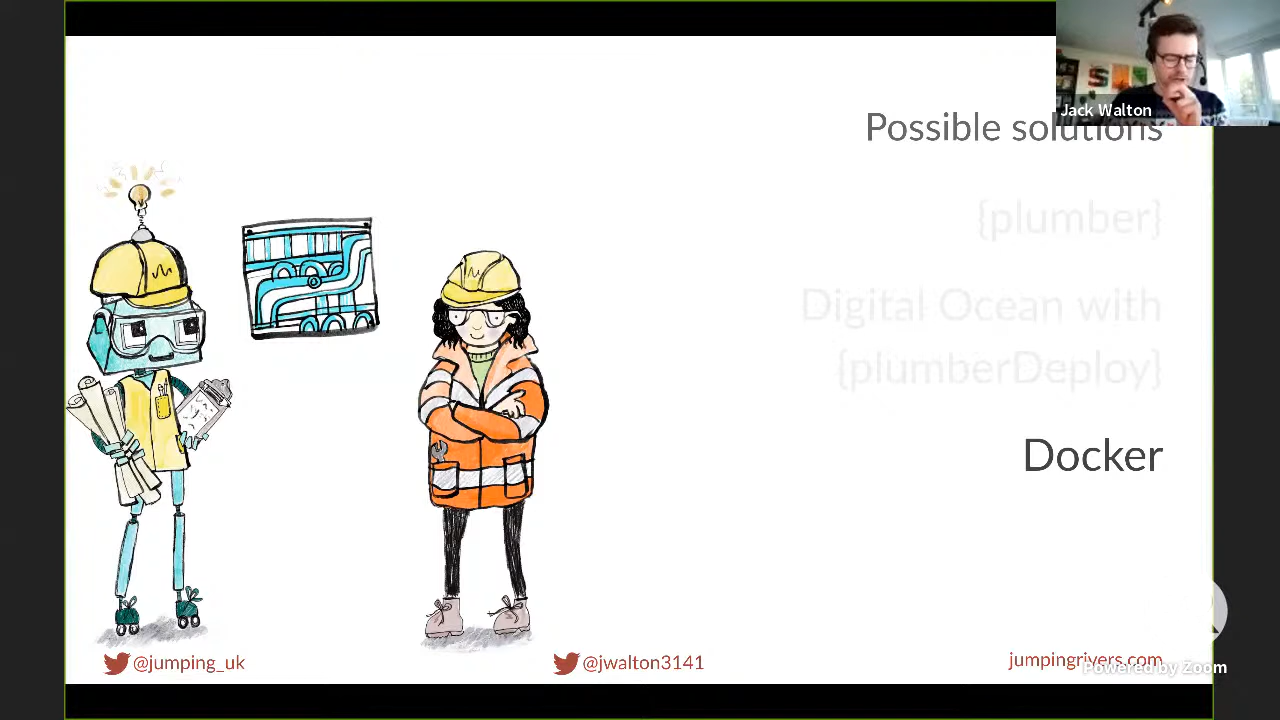 Jack Walton
Possible solutions
{plumber}
Digital Ocean with
{plumberDeploy}
Docker
@jumping_uk
@jwalton3141
jumpingrivers.com
Powered by Zoom